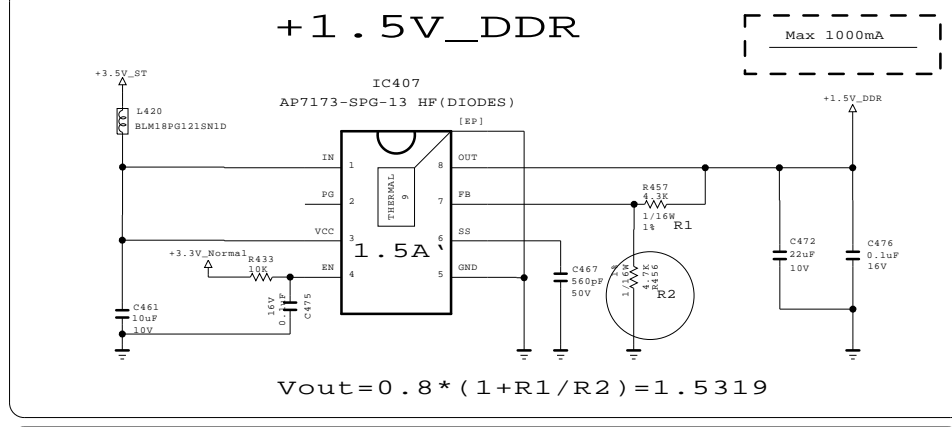 +1.5V_DDR
Max 1000mA
+3.5V_ST
L420
BLM18PG121SN1D
IC407
AP7173-SPG-13 HF(DIODES)
[EP]
+1.5V_DDR
IN
1
PG
2
VCC
3
EN
4
THERMAL
9
1.5A`
8
OUT
7
FB
6
SS
5
GND
R457
4.3K
1/16W
1%
R1
+3.3V_Normal
R433
10K
C461
10uF
10V
16V
0.1uF
C475
C467
560pF
50V
1%
1/16W
4.7K
R456
R2
C472
22uF
10V
C476
0.1uF
16V
Vout=0.8*(1+R1/R2)=1.5319